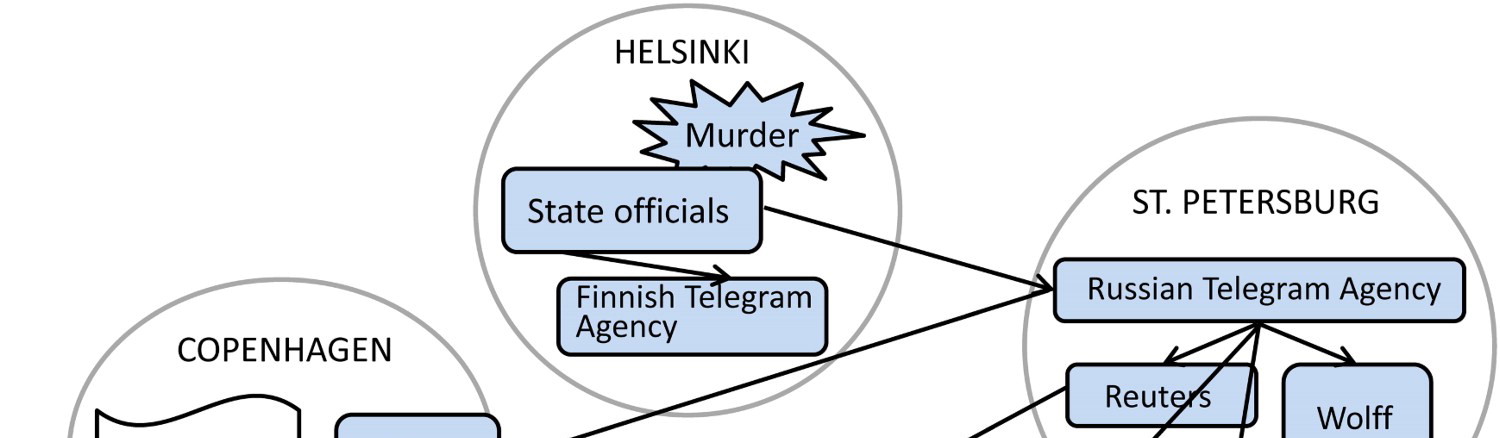 HELSINKI
Murder
State officials
Finnish Telegram
Agency
COPENHAGEN
ST. PETERSBURG
Russian Telegram Agency
Reuters
Wolff